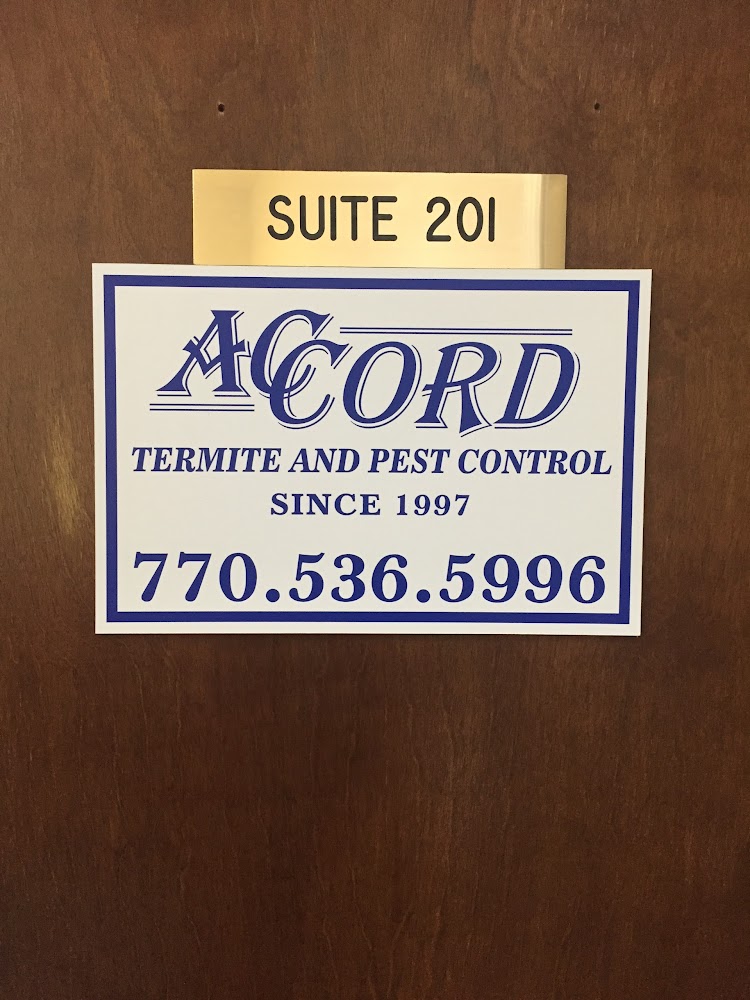 SUITE 201
ACCORD
TERMITE AND PEST CONTROL
SINCE 1997
770.536.5996